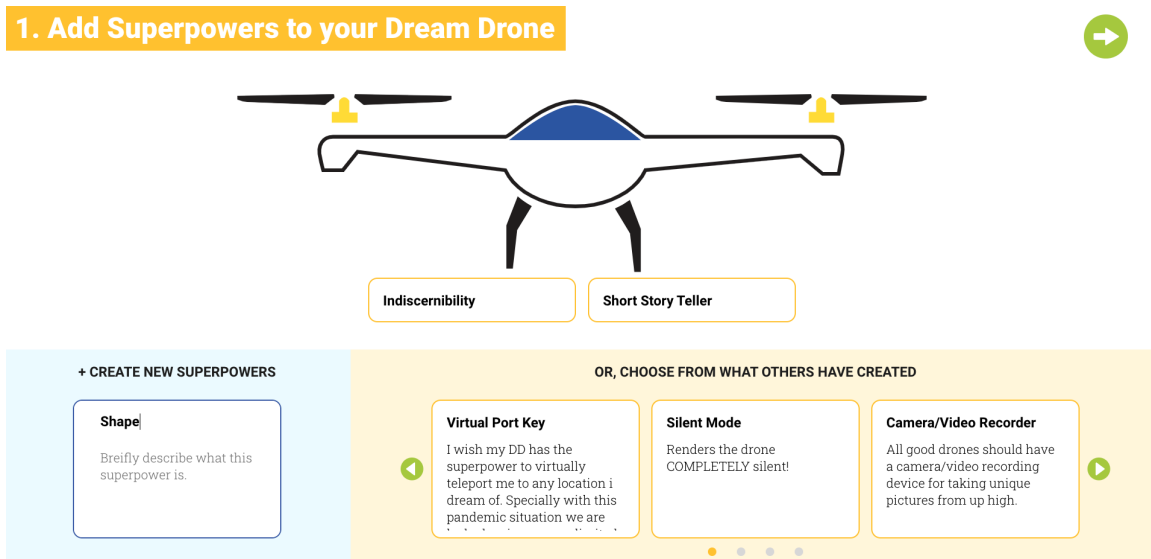 1. Add Superpowers to your Dream Drone
Indiscernibility
Short Story Teller
+ CREATE NEW SUPERPOWERS
Shape
Breifly describe what this
superpower is.
OR, CHOOSE FROM WHAT OTHERS HAVE CREATED
Virtual Port Key
I wish my DD has the
superpower to virtually
teleport me to any location i
dream of. Specially with this
pandemic situation we are
Silent Mode
Renders the drone
COMPLETELY silent!
Camera/Video Recorder
All good drones should have
a camera/video recording
device for taking unique
pictures from up high.